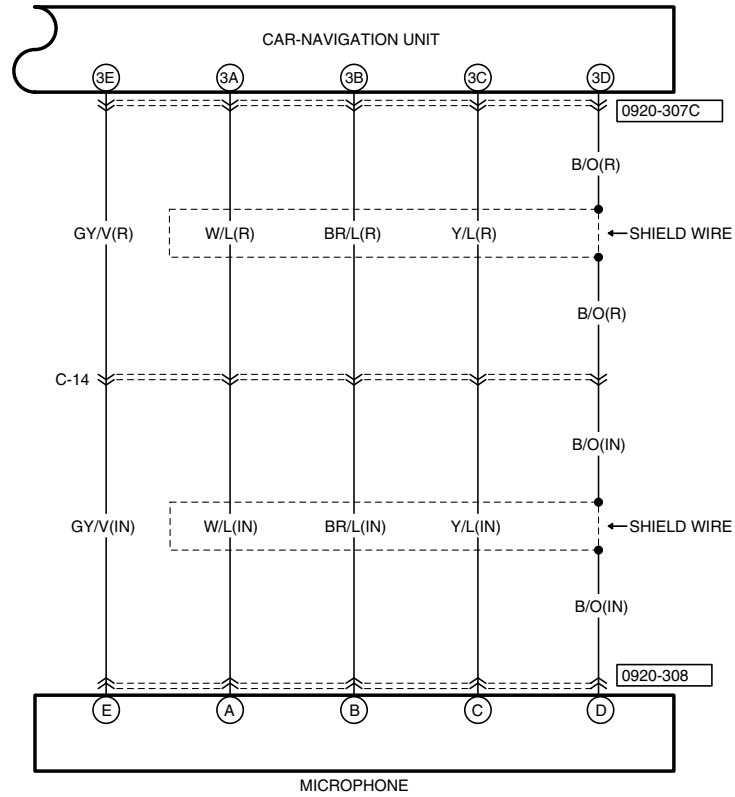 CAR-NAVIGATION UNIT
3E 3A 3B 3C 3D
0920-307C
B/O(R)
GY/V(R) W/L(R) BR/L(R) Y/L(R) SHIELD WIRE
B/O(R)
C-14
B/O(IN)
GY/V(IN) W/L(IN) BR/L(IN) Y/L(IN) SHIELD WIRE
B/O(IN)
0920-308
E A B C D
MICROPHONE